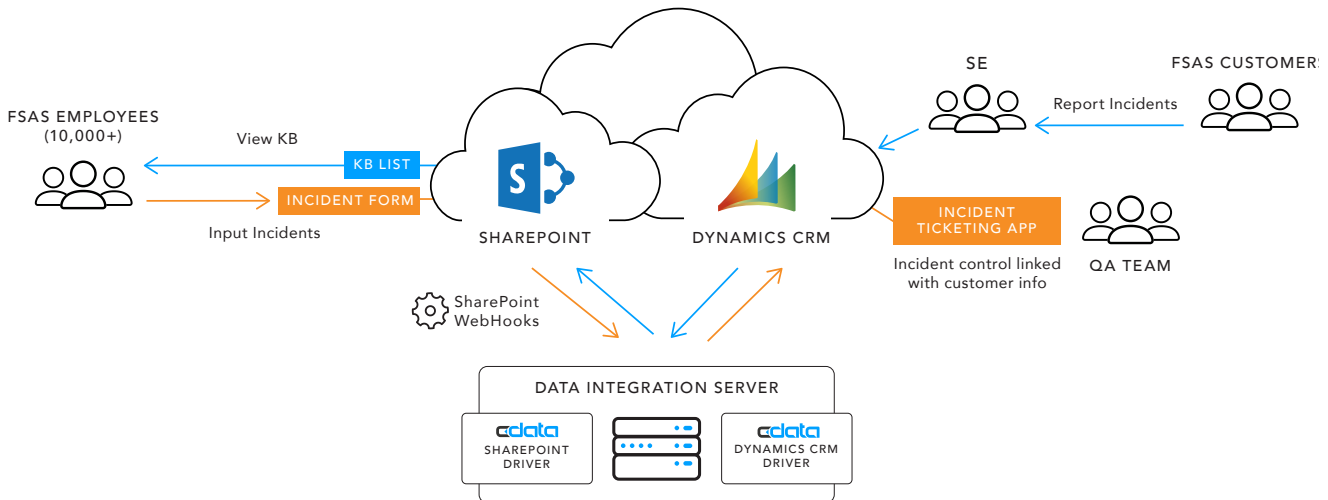 FSAS EMPLOYEES
(10,000+)
View KB
KB LIST
INCIDENT FORM
Input Incidents
S
SHAREPOINT
DYNAMICS CRM
SE
FSAS CUSTOMERS
Report Incidents
INCIDENT
TICKETING APP
Incident control linked
with customer info
QA TEAM
SharePoint
WebHooks
DATA INTEGRATION SERVER
cdata
SHAREPOINT
DRIVER
cdata
DYNAMICS CRM
DRIVER